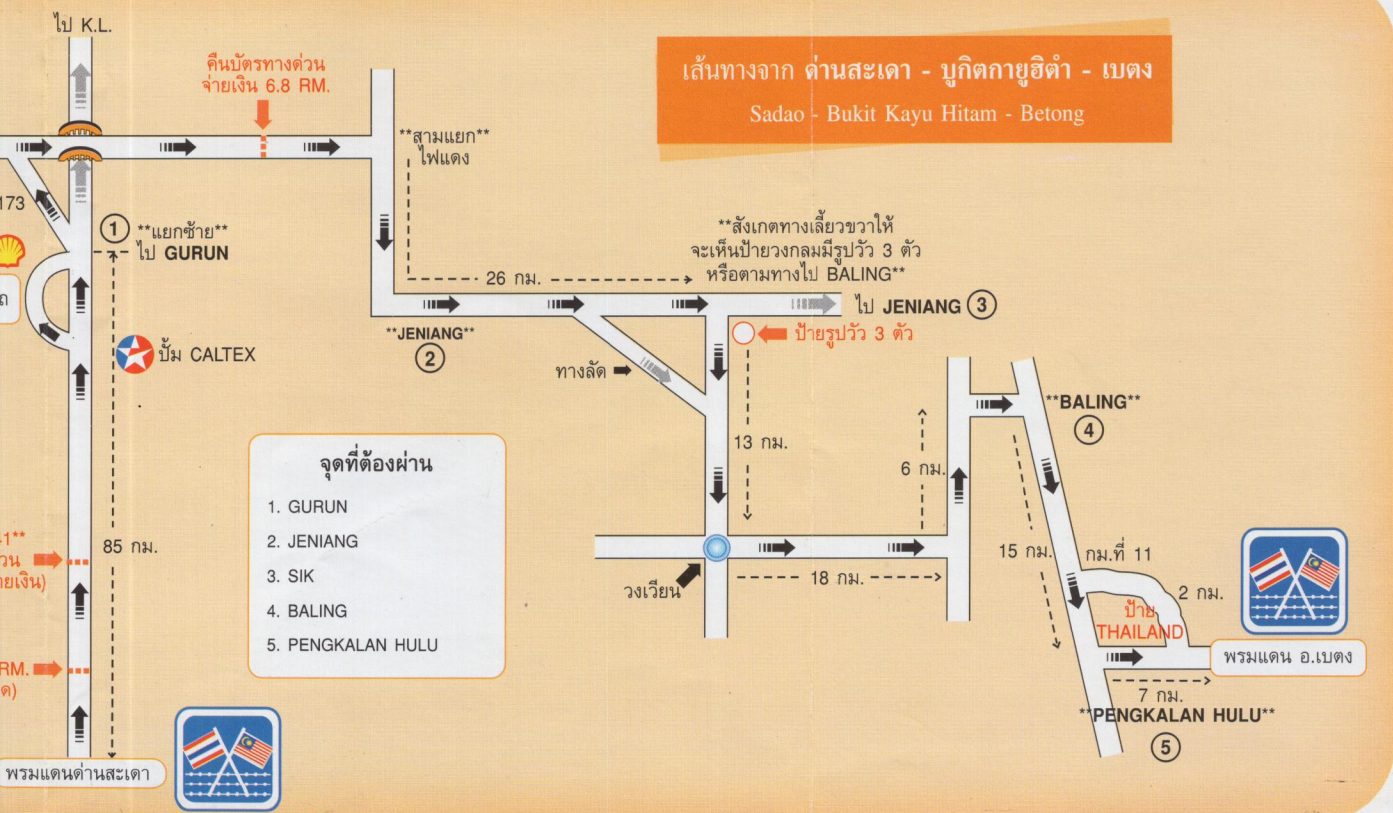 ไป K.L.
คืนบัตรทางด่วน
จ่ายเงิน 6.8 RM.
เส้นทางจาก ด่านสะเดา - บูกิตกายูฮิตำ - เบตง
Sadao - Bukit Kayu Hitam - Betong
**สามแยก**
ไฟแดง
173
1
**แยกซ้าย**
ไป GURUN
**สังเกตทางเลี้ยวขวาให้
จะเห็นป้ายวงกลมมีรูปวัว 3 ตัว
หรือตามทางไป BALING**
26 กม.
ไป JENIANG 3
ป้ายรูปวัว 3 ตัว
**JENIANG**
2
ปั๊ม CALTEX
ทางลัด
**BALING**
4
13 กม.
6 กม.
จุดที่ต้องผ่าน
1. GURUN
2. JENIANG
3. SIK
4. BALING
5. PENGKALAN HULU
85 กม.
15 กม.
กม.ที่ 11
18 กม.
วงเวียน
2 กม.
ป้าย
THAILAND
พรมแดน อ.เบตง
7 กม.
**PENGKALAN HULU**
5
RM.
พรมแดนด่านสะเดา